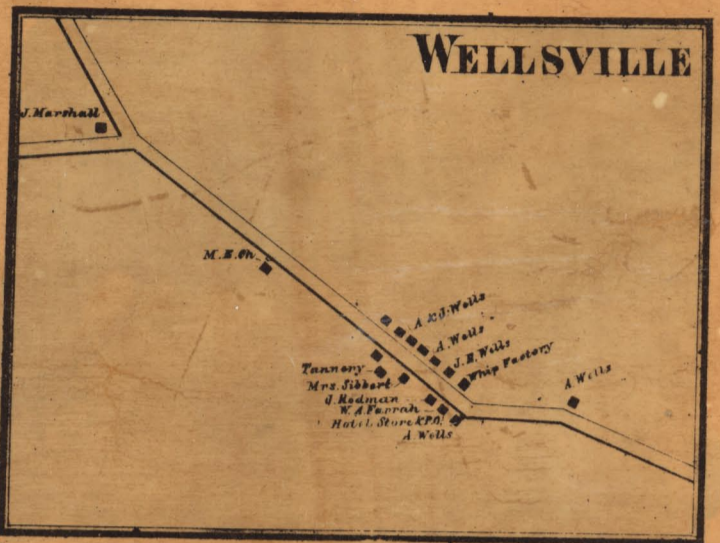 WELLSVILLE
J. Marshall
M.E.Ch.
A & J. Wells
A. Wells
J. E. Wells
Whip Factory
A. Wells
Tannery
Mrs. Sibbert
J. Redman
W. A. Farrah
Hotel Store & P.O.
A. Wells